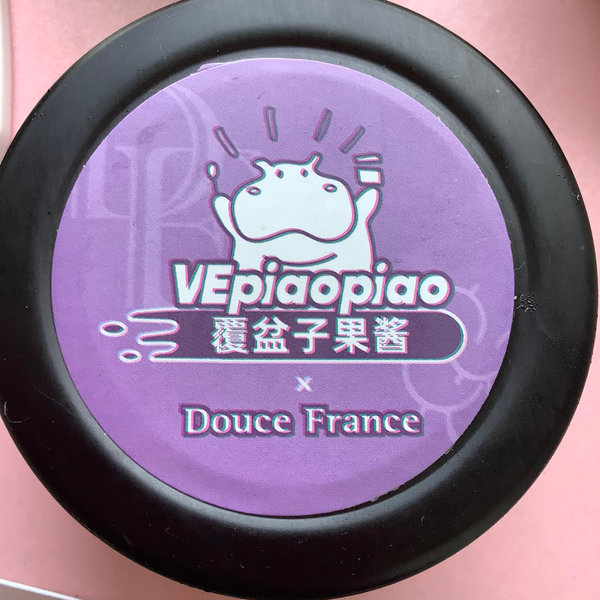 VEpiaopiao
覆盆子果酱
x
Douce France